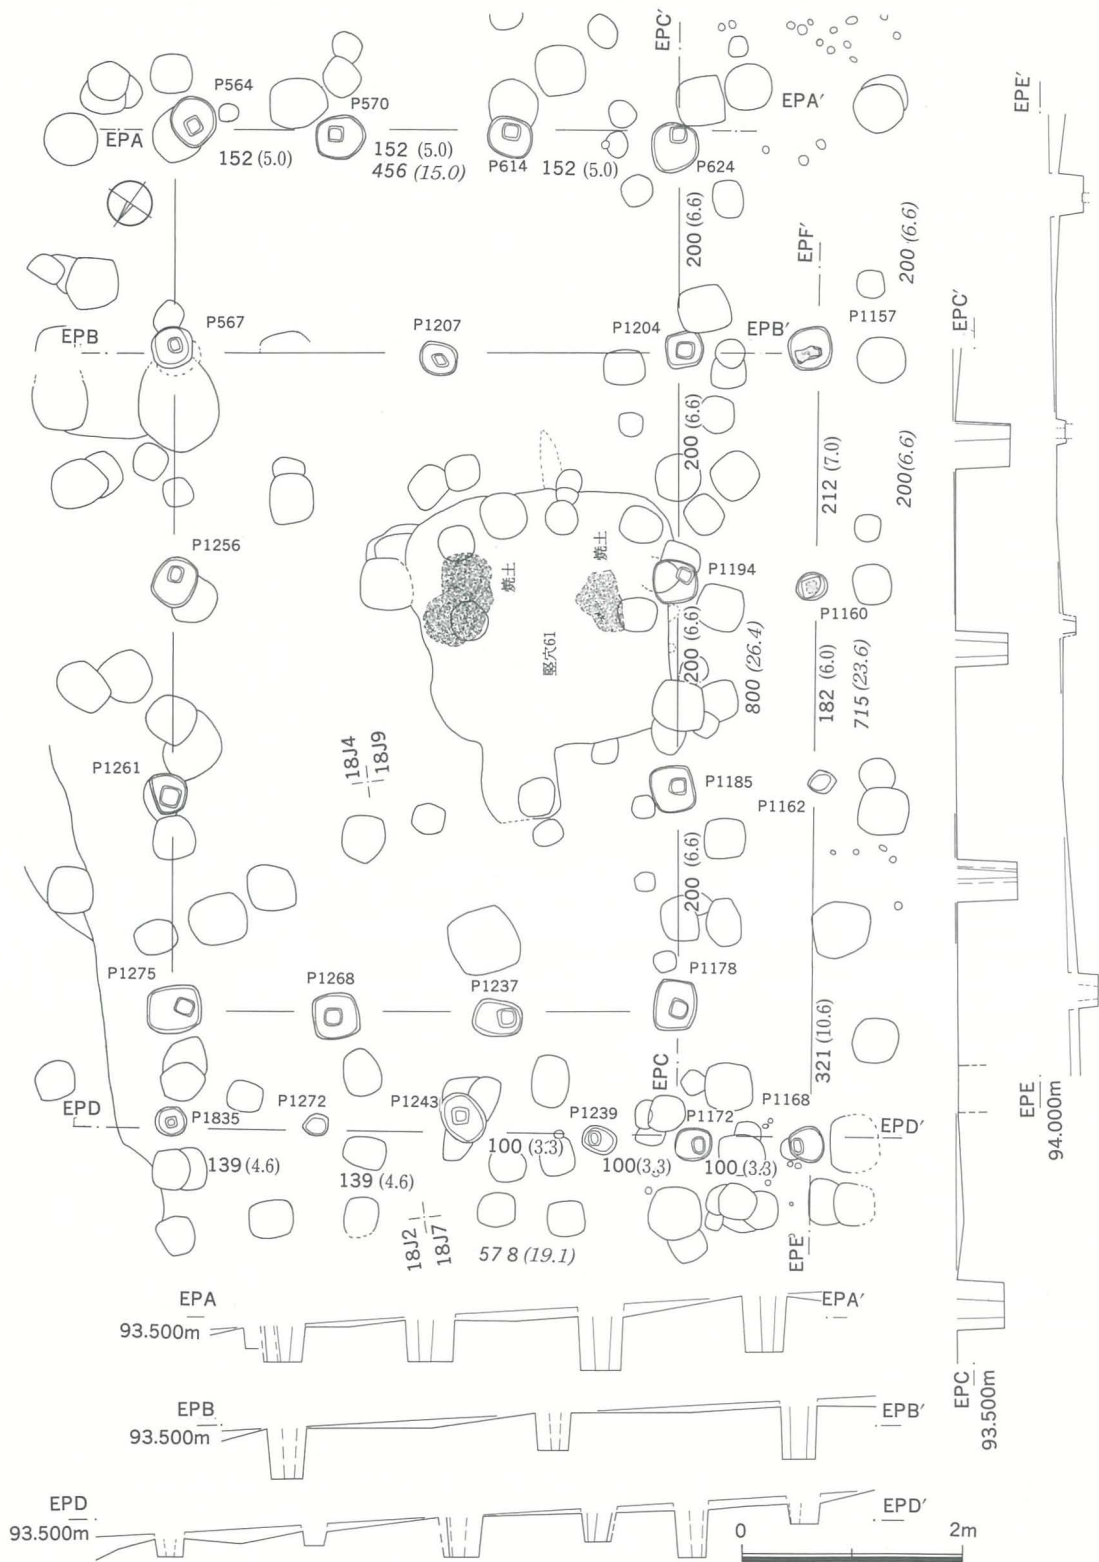 EPC′
EPE′
P564
P570
EPA′
EPA
152 (5.0)
152 (5.0)
456 (15.0)
P614
152 (5.0)
P624
200 (6.6)
EPF′
200 (6.6)
EPC′
P567
P1207
P1204
EPB′
P1157
EPB
200 (6.6)
212 (7.0)
200(6.6)
P1256
焼土
焼土
P1194
P1160
竪穴61
200 (6.6)
800 (26.4)
182 (6.0)
715 (23.6)
18J4
18J9
P1261
P1185
P1162
200 (6.6)
P1275
P1268
P1237
P1178
321 (10.6)
EPC
EPE
94.000m
EPD
P1835
P1272
P1243
P1239
P1172
P1168
EPD′
139 (4.6)
139 (4.6)
100 (3.3)
100(3.3)
100 (3.3)
18J2
18J7
57 8 (19.1)
EPE′
EPA
EPA′
93.500m
EPB
EPB′
93.500m
EPC
93.500m
EPD
EPD′
93.500m
0
2m